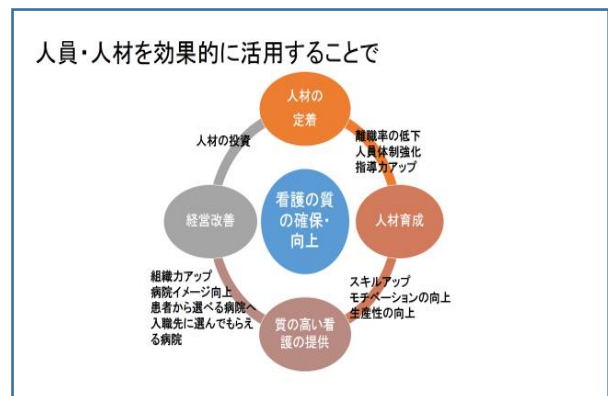 人員・人材を効果的に活用することで
人材の
定着
人材の投資
離職率の低下
人員体制強化
指導力アップ
経営改善
看護の質
の確保・
向上
人材育成
組織力アップ
病院イメージ向上
患者から選べる病院へ
入職先に選んでもらえ
る病院
スキルアップ
モチベーションの向上
生産性の向上
質の高い看
護の提供